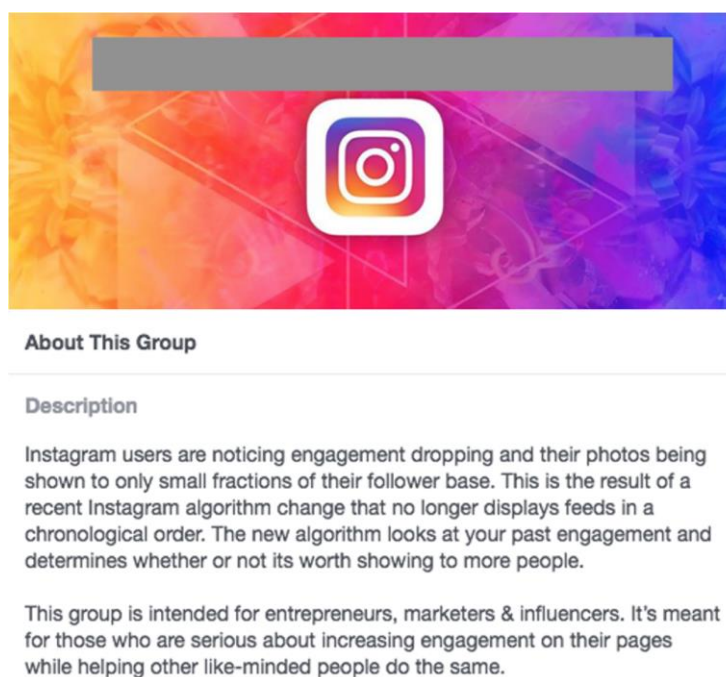 About This Group
Description
Instagram users are noticing engagement dropping and their photos being
shown to only small fractions of their follower base. This is the result of a
recent Instagram algorithm change that no longer displays feeds in a
chronological order. The new algorithm looks at your past engagement and
determines whether or not its worth showing to more people.
This group is intended for entrepreneurs, marketers & influencers. It's meant
for those who are serious about increasing engagement on their pages
while helping other like-minded people do the same.